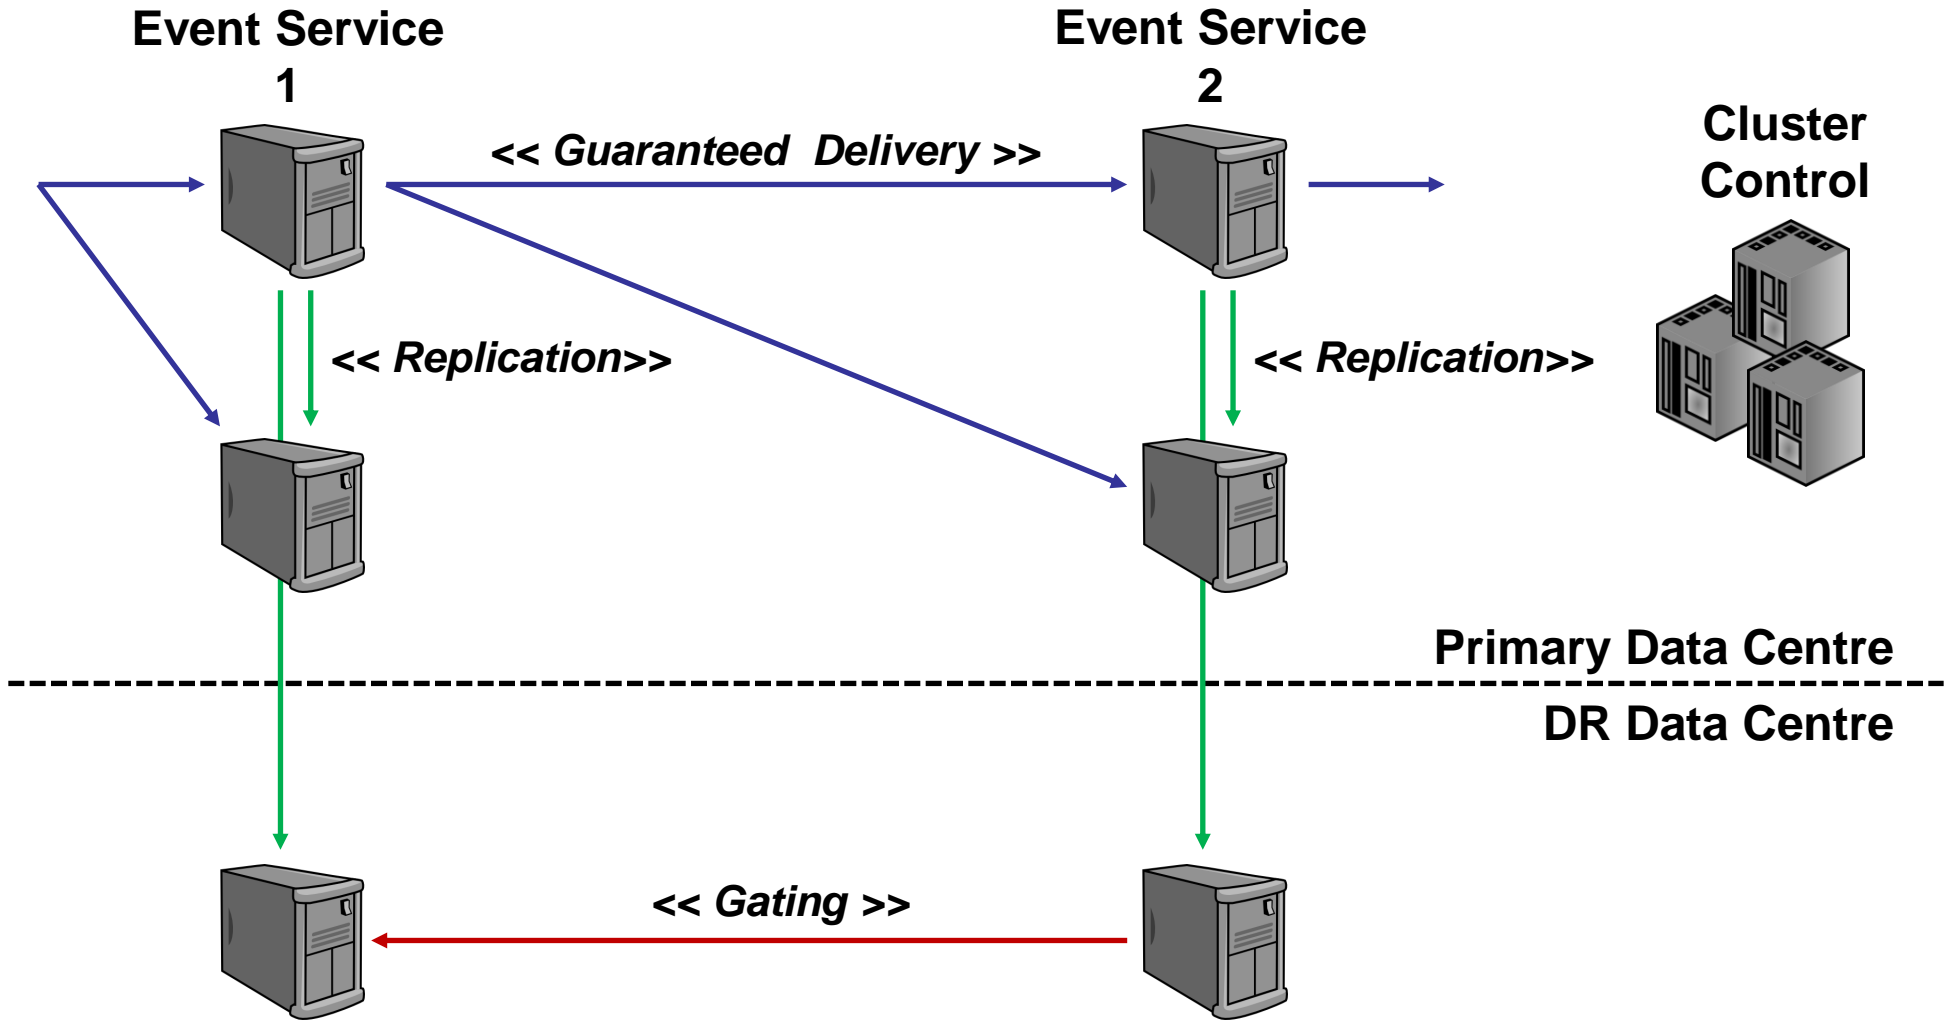 Event Service
1
Event Service
2
<< Guaranteed  Delivery >>
Cluster
Control
<< Replication>>
<< Replication>>
Primary Data Centre
DR Data Centre
<< Gating >>